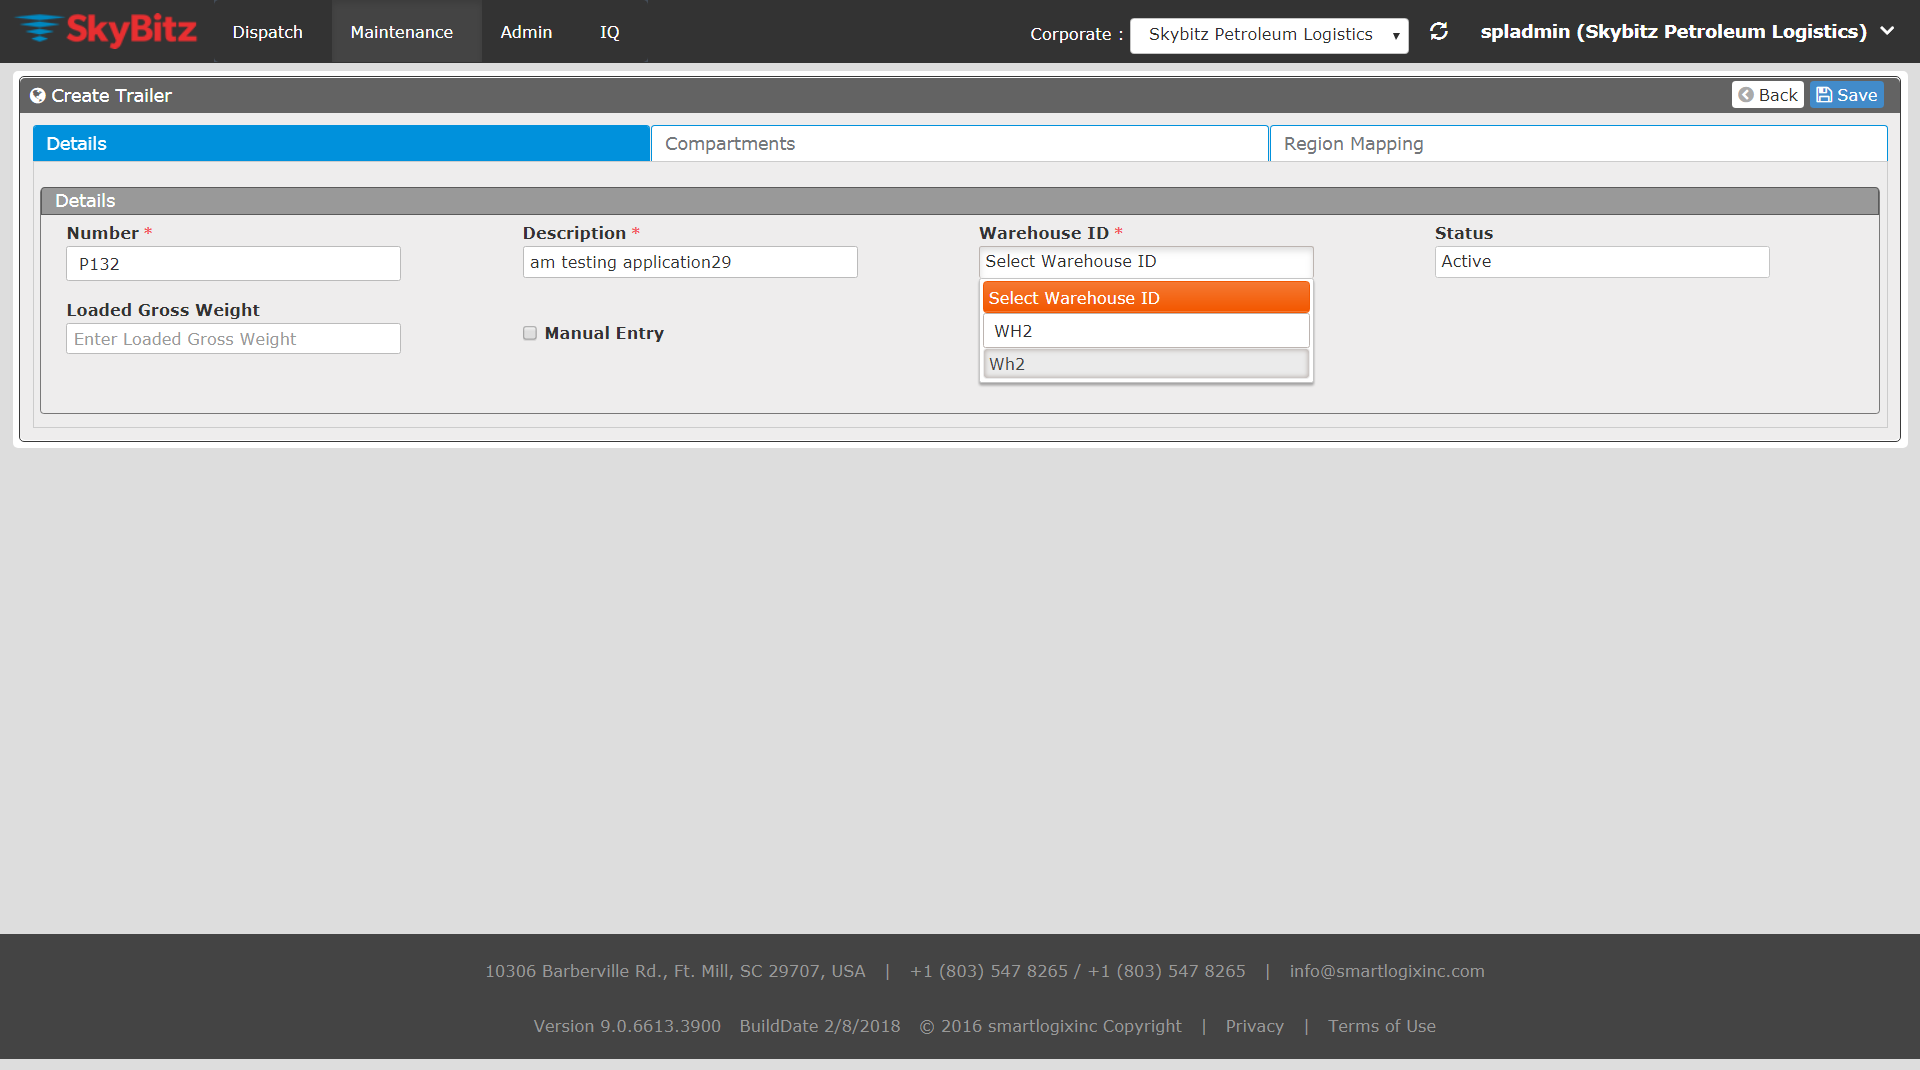 SkyBitz Dispatch Maintenance Admin IQ Corporate : Skybitz Petroleum Logistics spladmin (Skybitz Petroleum Logistics)
Create Trailer Back Save
Details Compartments Region Mapping
Details
Number * Description * Warehouse ID * Status
P132 am testing application29 Select Warehouse ID Active
Select Warehouse ID
Loaded Gross Weight
WH2
Enter Loaded Gross Weight Manual Entry
Wh2
10306 Barberville Rd., Ft. Mill, SC 29707, USA | +1 (803) 547 8265 / +1 (803) 547 8265 | info@smartlogixinc.com
Version 9.0.6613.3900 BuildDate 2/8/2018 © 2016 smartlogixinc Copyright | Privacy | Terms of Use